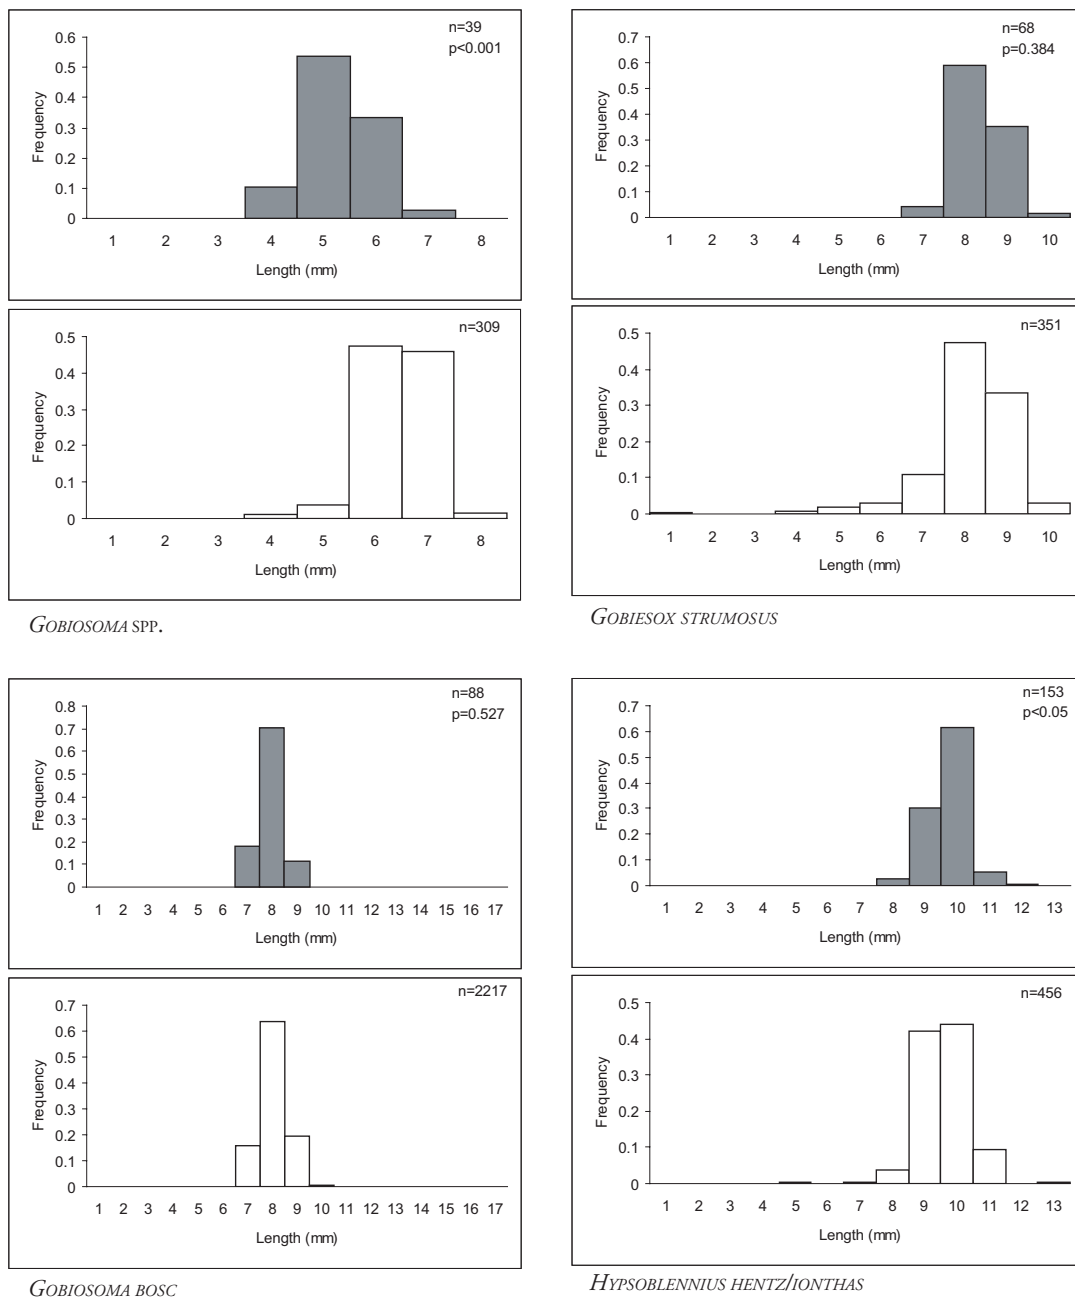 n=39
p<0.001
0.6
0.5
0.4
0.3
0.2
0.1
0
Frequency
1 2 3 4 5 6 7 8
Length (mm)
n=309
0.5
0.4
0.3
0.2
0.1
0
Frequency
1 2 3 4 5 6 7 8
Length (mm)
GOBIOSOMA SPP.
n=68
p=0.384
0.7
0.6
0.5
0.4
0.3
0.2
0.1
0
Frequency
1 2 3 4 5 6 7 8 9 10
Length (mm)
n=351
0.5
0.4
0.3
0.2
0.1
0
Frequency
1 2 3 4 5 6 7 8 9 10
Length (mm)
GOBIESOX STRUMOSUS
n=88
p=0.527
0.8
0.7
0.6
0.5
0.4
0.3
0.2
0.1
0
Frequency
1 2 3 4 5 6 7 8 9 10 11 12 13 14 15 16 17
Length (mm)
n=2217
0.7
0.6
0.5
0.4
0.3
0.2
0.1
0
Frequency
1 2 3 4 5 6 7 8 9 10 11 12 13 14 15 16 17
Length (mm)
GOBIOSOMA BOSC
n=153
p<0.05
0.7
0.6
0.5
0.4
0.3
0.2
0.1
0
Frequency
1 2 3 4 5 6 7 8 9 10 11 12 13
Length (mm)
n=456
0.5
0.4
0.3
0.2
0.1
0
Frequency
1 2 3 4 5 6 7 8 9 10 11 12 13
Length (mm)
HYPSOBLENNIUS HENTZ/IONTHAS